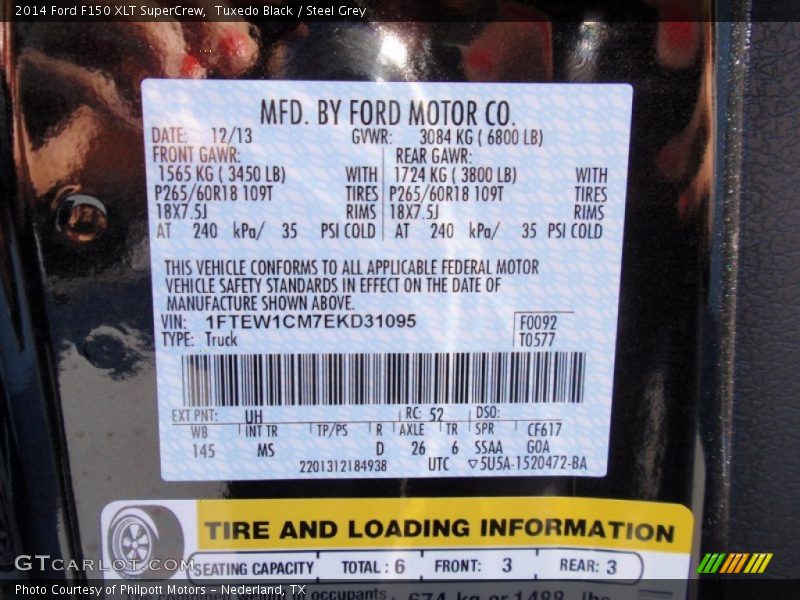 2014 Ford F150 XLT SuperCrew,  Tuxedo Black / Steel Grey
MFD. BY FORD MOTOR CO.
DATE: 12/13 GVWR: 3084 KG ( 6800 LB)
FRONT GAWR: REAR GAWR:
1565 KG ( 3450 LB) WITH 1724 KG ( 3800 LB) WITH
P265/60R18 109T TIRES P265/60R18 109T TIRES
18X7.5J RIMS 18X7.5J RIMS
AT 240 kPa/ 35 PSI COLD AT 240 kPa/ 35 PSI COLD
THIS VEHICLE CONFORMS TO ALL APPLICABLE FEDERAL MOTOR
VEHICLE SAFETY STANDARDS IN EFFECT ON THE DATE OF
MANUFACTURE SHOWN ABOVE.
VIN: 1FTEW1CM7EKD31095 F0092
TYPE: Truck T0577
EXT PNT: UH RC: 52 DSO:
WB INT TR TP/PS R AXLE TR SPR CF617
145 MS D 26 6 SSAA GOA
2201312184938 UTC ▽5U5A-1520472-BA
TIRE AND LOADING INFORMATION
SEATING CAPACITY TOTAL : 6 FRONT: 3 REAR: 3
GTCARLOT.COM
Photo Courtesy of Philpott Motors – Nederland, TX